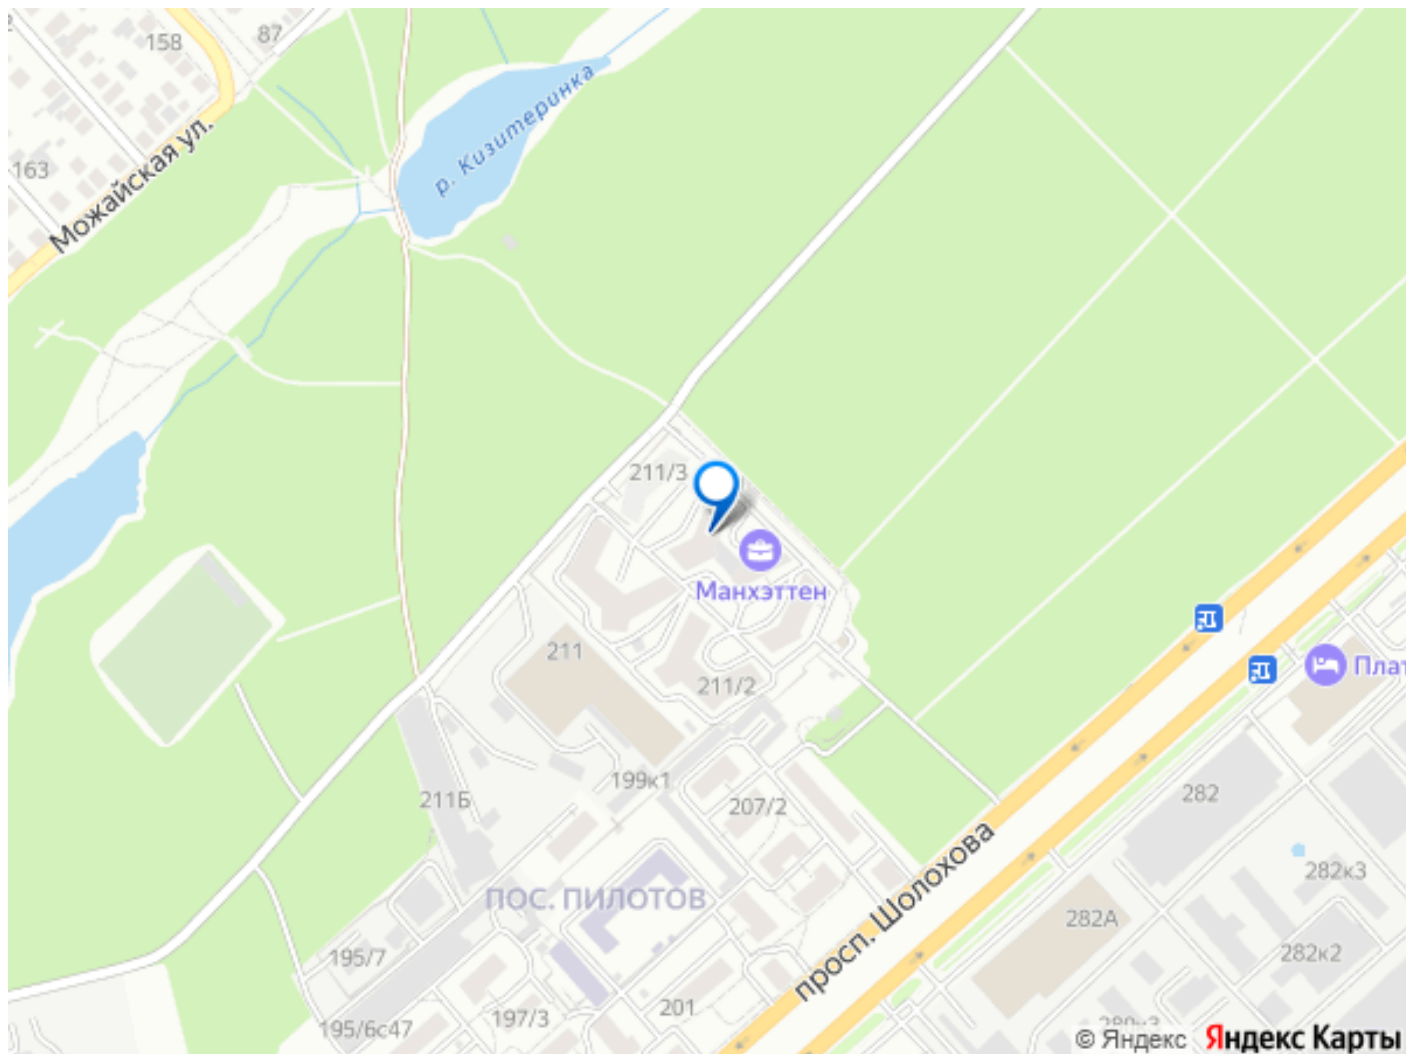 158
87
163
Можайская ул.
р. Кизитеринка
211/3
Манхэттен
211
211/2
199к1
211Б
207/2
ПОС. ПИЛОТОВ
282
282к3
282А
282к2
просп. Шолохова
195/7
201
197/3
195/6с47
© Яндекс
Яндекс Карты